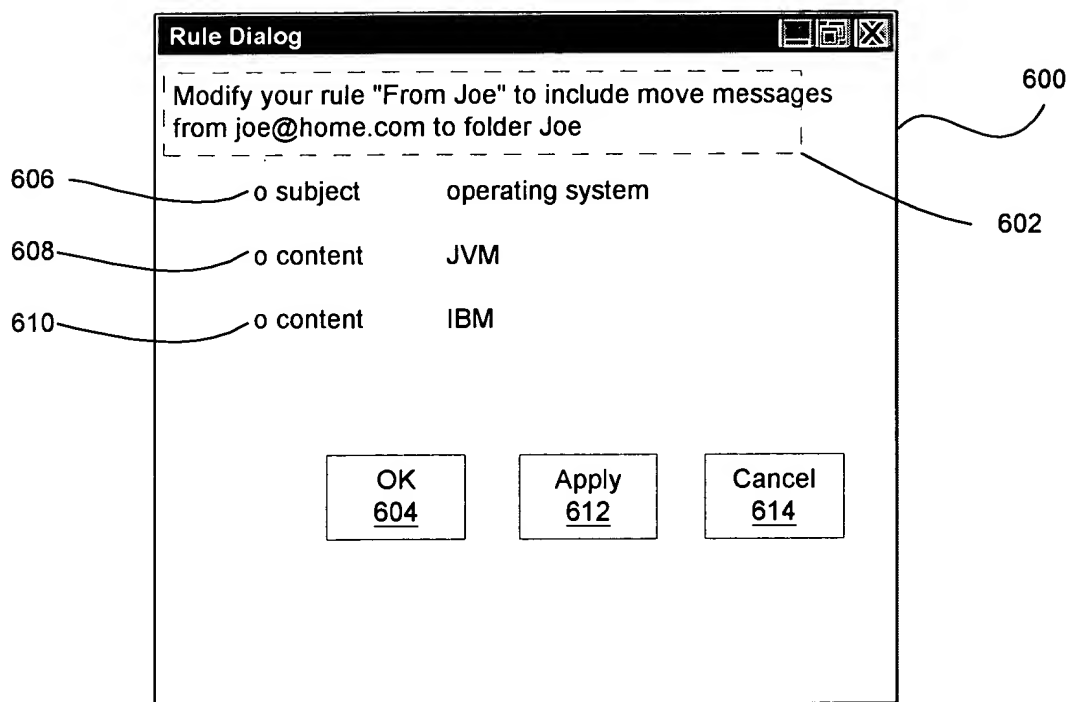 Rule Dialog
Modify your rule "From Joe" to include move messages
from joe@home.com to folder Joe
600
602
606
o subject operating system
608
o content JVM
610
o content IBM
OK Apply Cancel
604 612 614